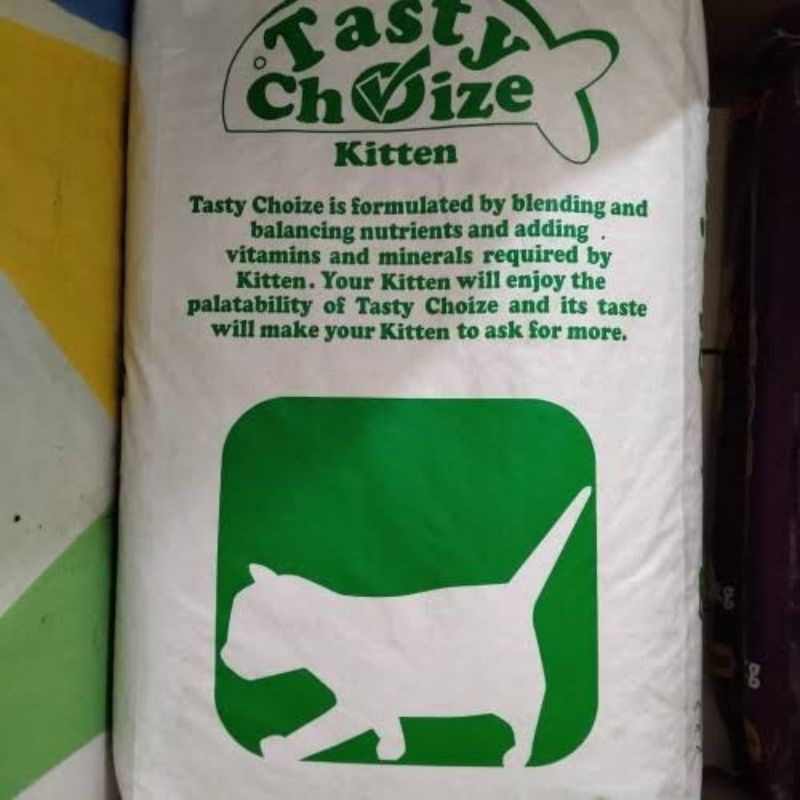 Tasty
Choize
Kitten
Tasty Choize is formulated by blending and
balancing nutrients and adding
vitamins and minerals required by
Kitten. Your Kitten will enjoy the
palatability of Tasty Choize and its taste
will make your Kitten to ask for more.